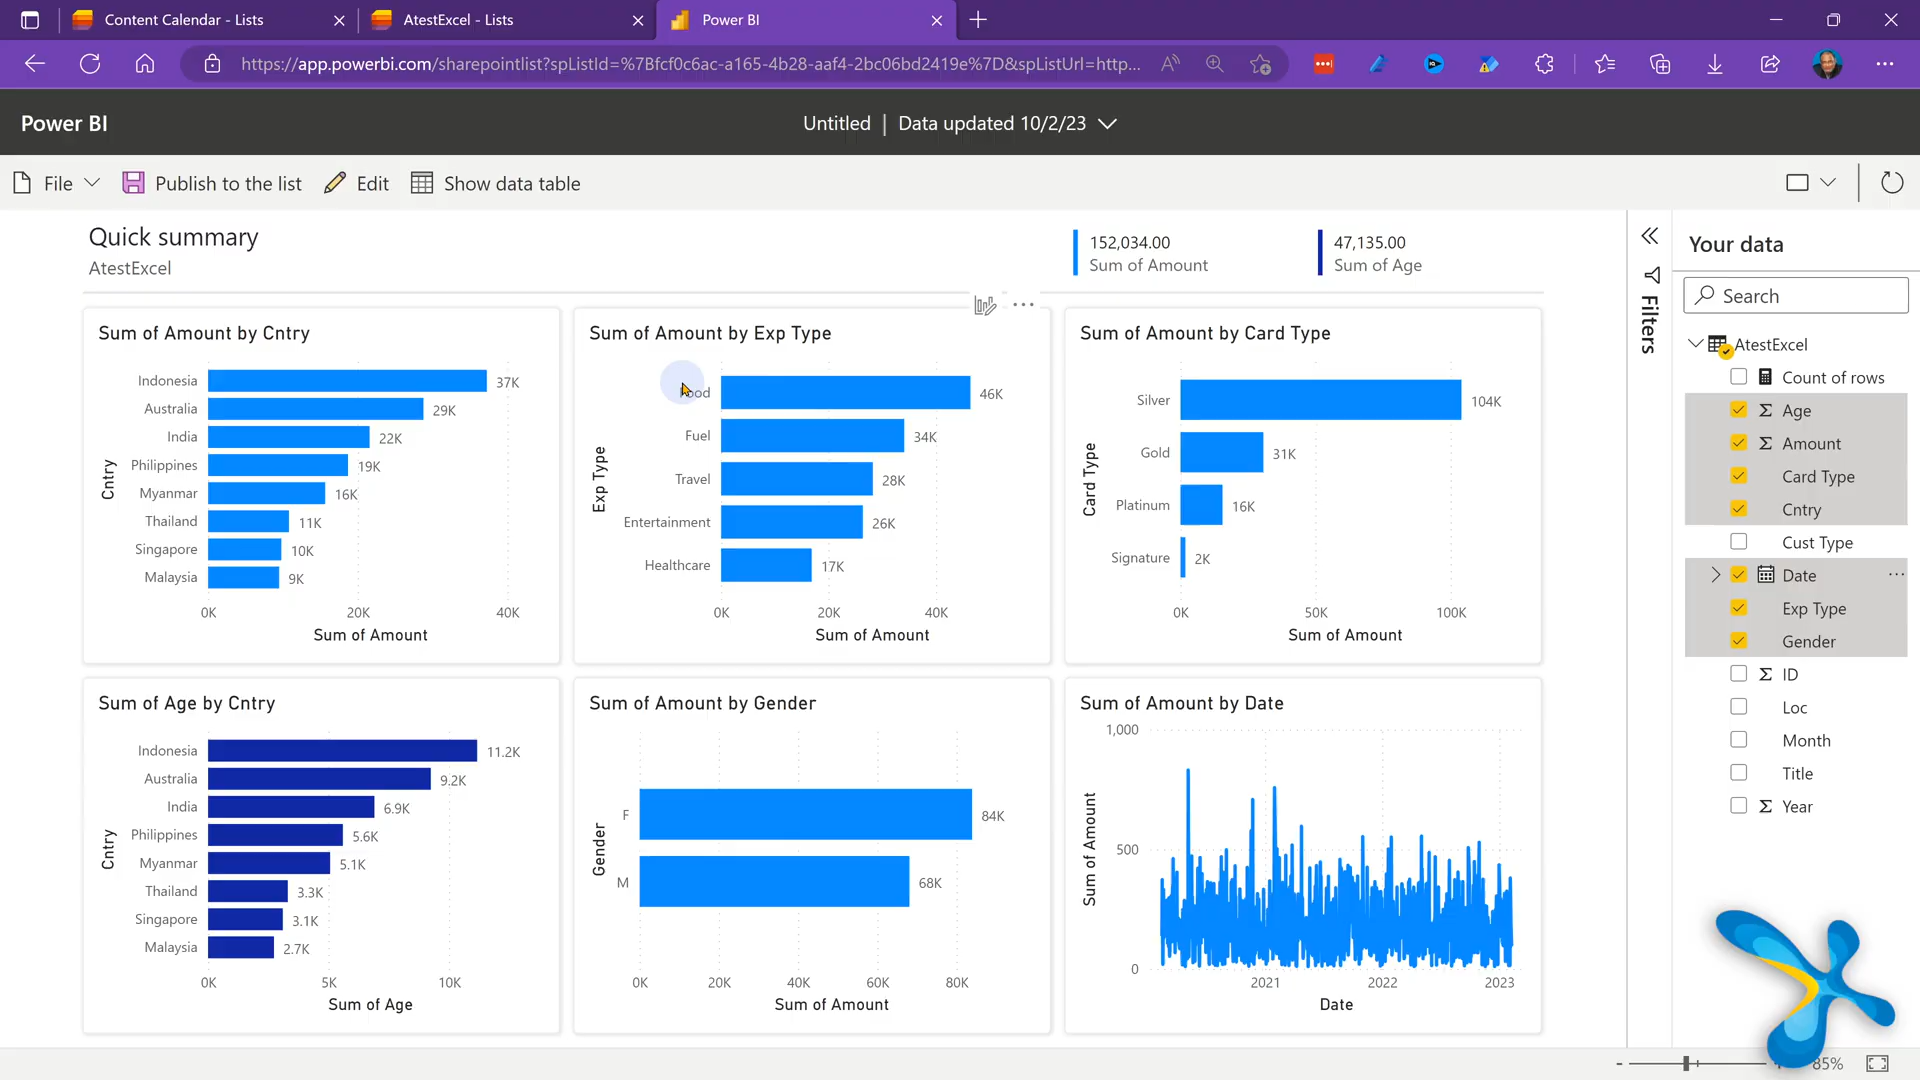 Content Calendar - Lists
AtestExcel - Lists
Power BI
https://app.powerbi.com/sharepointlist?spListId=%7Bfcf0c6ac-a165-4b28-aaf4-2bc06bd2419e%7D&spListUrl=http...
Power BI
Untitled | Data updated 10/2/23
File
Publish to the list
Edit
Show data table
Quick summary
AtestExcel
152,034.00
Sum of Amount
47,135.00
Sum of Age
Sum of Amount by Cntry
Cntry
Indonesia 37K
Australia 29K
India 22K
Philippines 19K
Myanmar 16K
Thailand 11K
Singapore 10K
Malaysia 9K
0K 20K 40K
Sum of Amount
Sum of Amount by Exp Type
Exp Type
Food 46K
Fuel 34K
Travel 28K
Entertainment 26K
Healthcare 17K
0K 20K 40K
Sum of Amount
Sum of Amount by Card Type
Card Type
Silver 104K
Gold 31K
Platinum 16K
Signature 2K
0K 50K 100K
Sum of Amount
Sum of Age by Cntry
Cntry
Indonesia 11.2K
Australia 9.2K
India 6.9K
Philippines 5.6K
Myanmar 5.1K
Thailand 3.3K
Singapore 3.1K
Malaysia 2.7K
0K 5K 10K
Sum of Age
Sum of Amount by Gender
Gender
F 84K
M 68K
0K 20K 40K 60K 80K
Sum of Amount
Sum of Amount by Date
Sum of Amount
1,000
500
0
2021 2022 2023
Date
Filters
Your data
Search
AtestExcel
Count of rows
Σ Age
Σ Amount
Card Type
Cntry
Cust Type
Date
Exp Type
Gender
Σ ID
Loc
Month
Title
Σ Year
85%